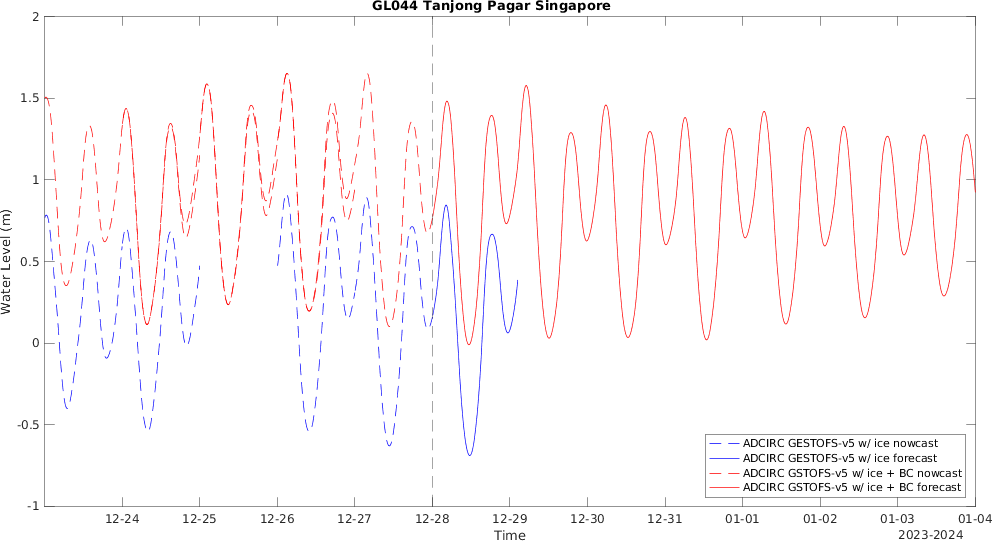 GL044 Tanjong Pagar Singapore
2
1.5
1
0.5
0
-0.5
-1
Water Level (m)
12-24 12-25 12-26 12-27 12-28 12-29 12-30 12-31 01-01 01-02 01-03 01-04
Time
2023-2024
ADCIRC GESTOFS-v5 w/ ice nowcast
ADCIRC GESTOFS-v5 w/ ice forecast
ADCIRC GSTOFS-v5 w/ ice + BC nowcast
ADCIRC GSTOFS-v5 w/ ice + BC forecast